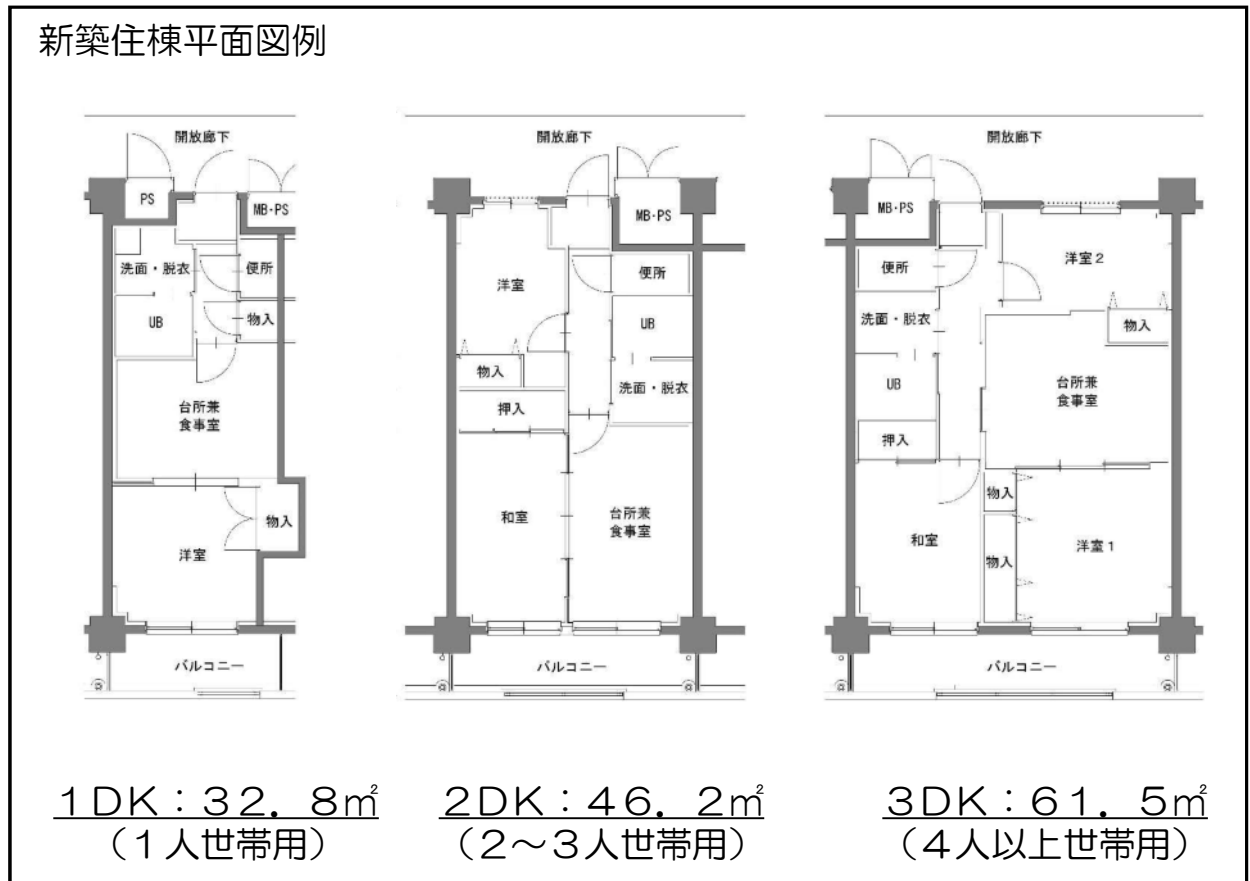 新築住棟平面図例
開放廊下
PS
MB・PS
洗面・脱衣
便所
UB
物入
台所兼
食事室
物入
洋室
バルコニー
1DK:32.8㎡
(1人世帯用)
開放廊下
MB・PS
洋室
便所
UB
物入
洗面・脱衣
押入
和室
台所兼
食事室
バルコニー
2DK:46.2㎡
(2~3人世帯用)
開放廊下
MB・PS
洋室2
便所
洗面・脱衣
物入
UB
台所兼
食事室
押入
物入
和室
物入
洋室1
バルコニー
3DK:61.5㎡
(4人以上世帯用)